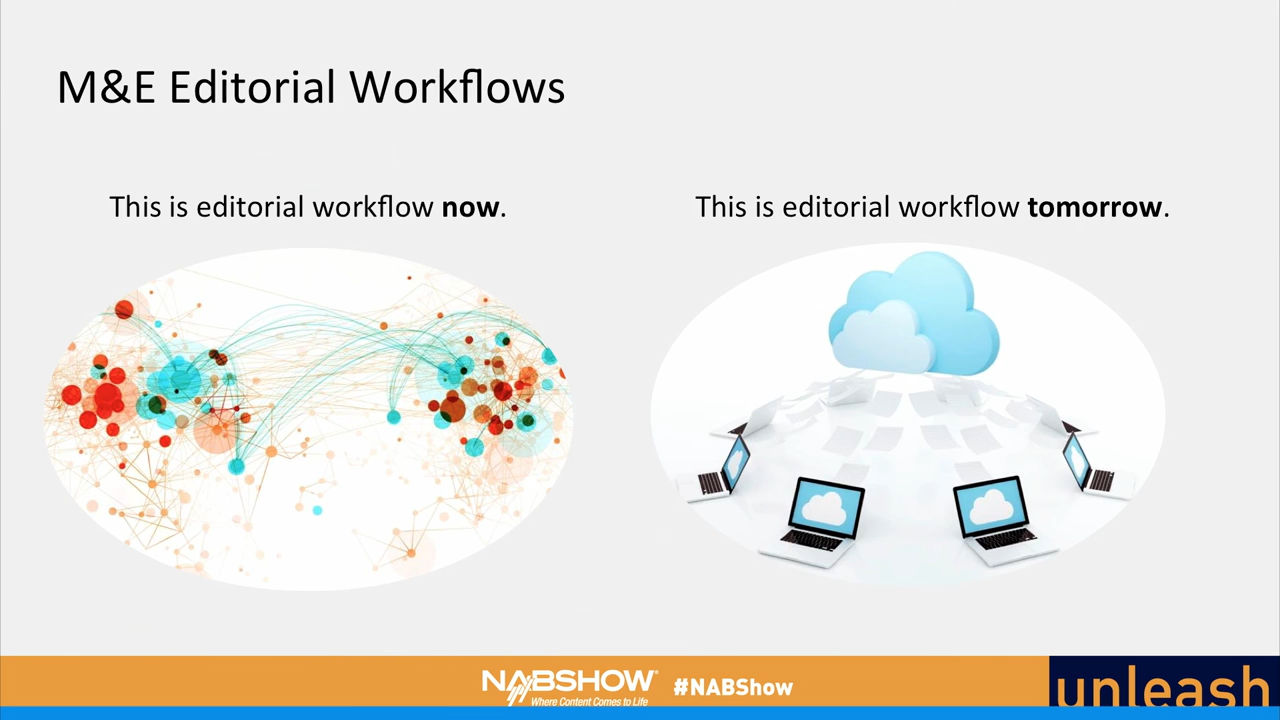 M&E Editorial Workflows
This is editorial workflow now.
This is editorial workflow tomorrow.
NABSHOW®
Where Content Comes to Life
#NABShow
unleash